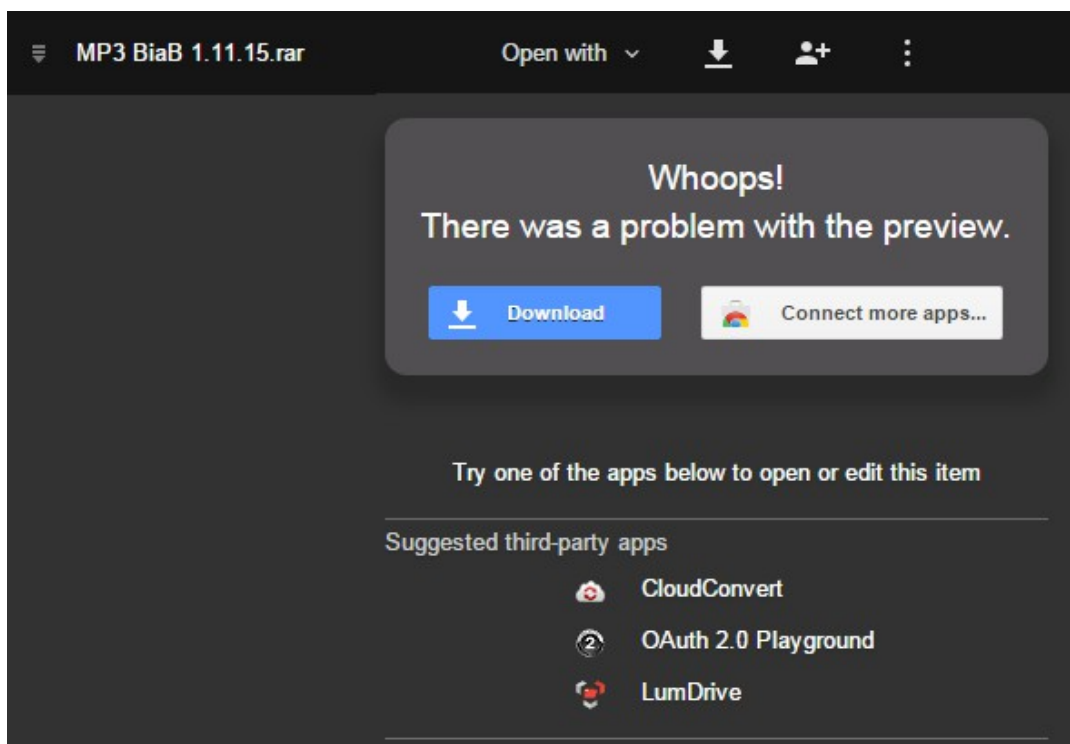 MP3 BiaB 1.11.15.rar Open with
Whoops!
There was a problem with the preview.
Download Connect more apps...
Try one of the apps below to open or edit this item
Suggested third-party apps
CloudConvert
2 OAuth 2.0 Playground
LumDrive